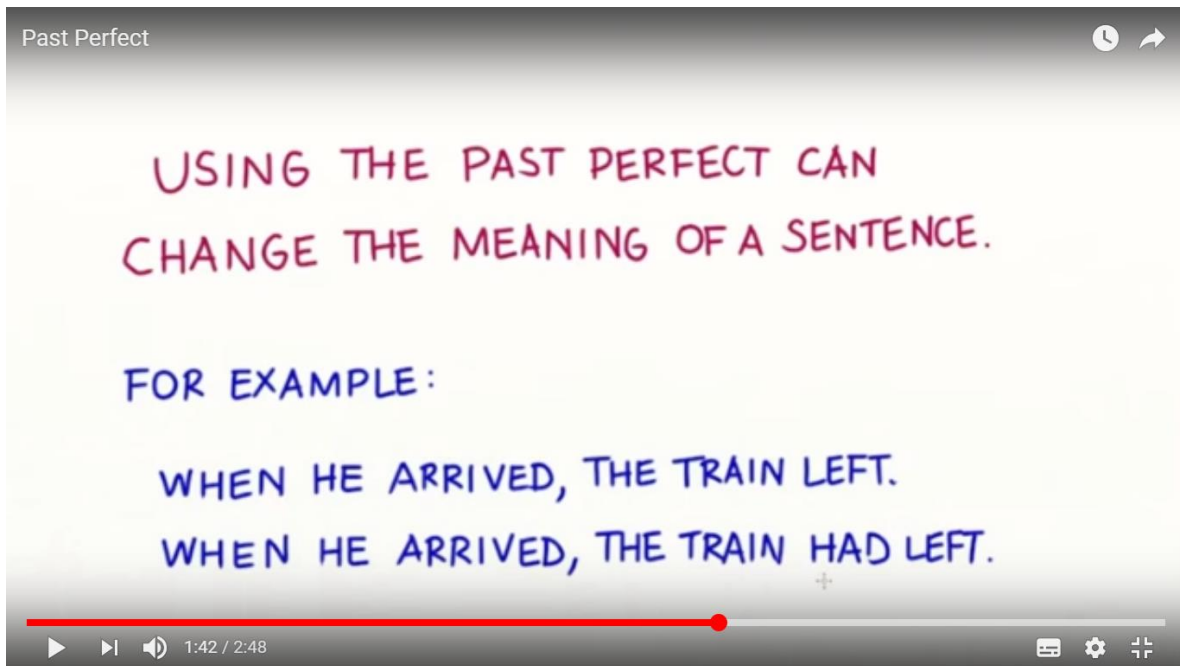 Past Perfect
USING THE PAST PERFECT CAN
CHANGE THE MEANING OF A SENTENCE.
FOR EXAMPLE:
WHEN HE ARRIVED, THE TRAIN LEFT.
WHEN HE ARRIVED, THE TRAIN HAD LEFT.
1:42 / 2:48